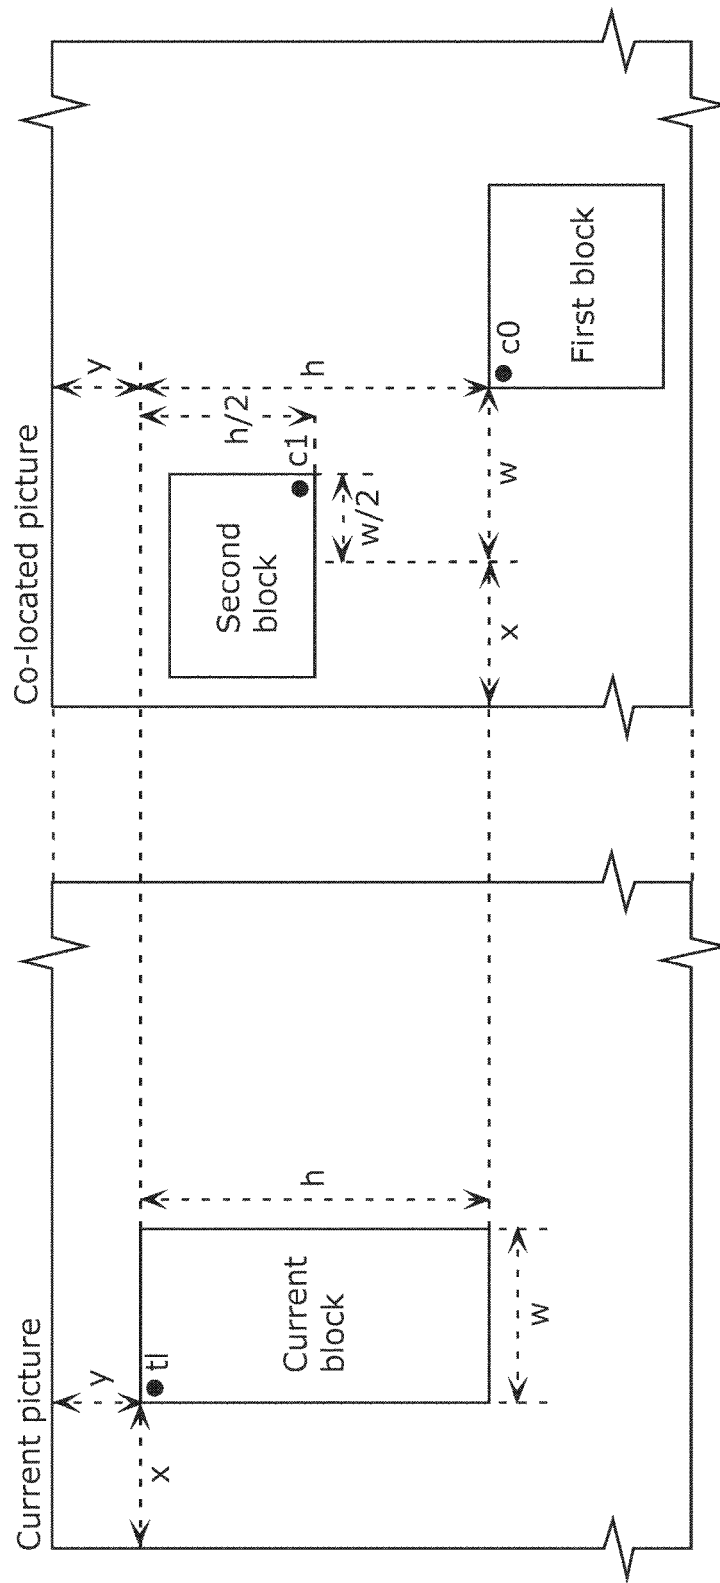 Current picture
y
x
tl
Current
block
h
w
Co-located picture
y
Second
block
c1
h/2
h
w/2
x
w
c0
First block